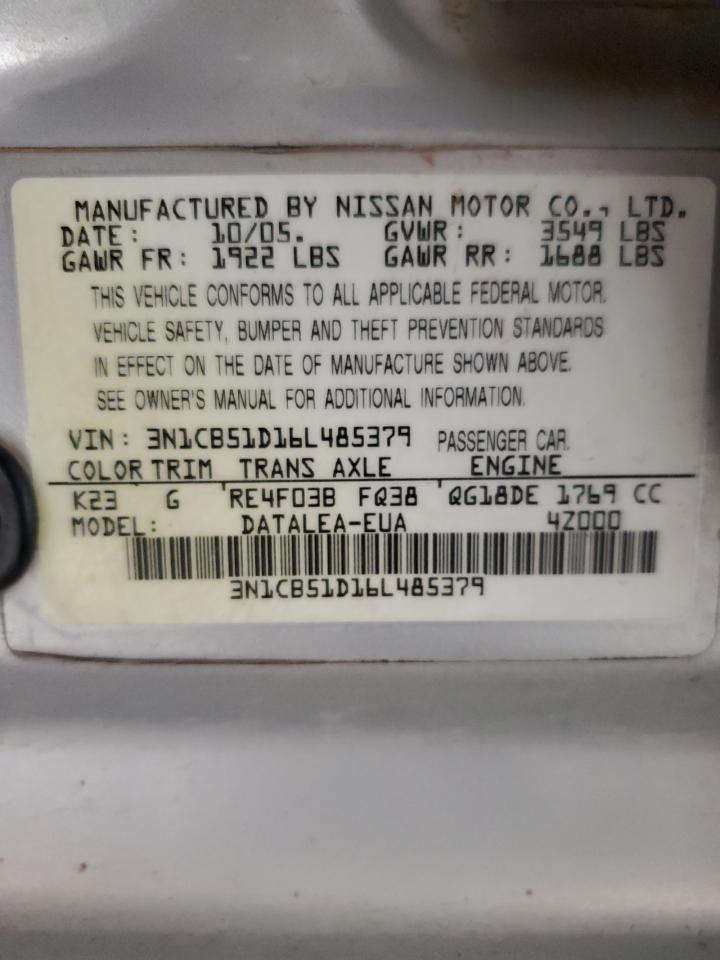 MANUFACTURED BY NISSAN MOTOR CO., LTD.
DATE: 10/05. GVWR: 3549 LBS
GAWR FR: 1922 LBS GAWR RR: 1688 LBS
THIS VEHICLE CONFORMS TO ALL APPLICABLE FEDERAL MOTOR.
VEHICLE SAFETY, BUMPER AND THEFT PREVENTION STANDARDS
IN EFFECT ON THE DATE OF MANUFACTURE SHOWN ABOVE.
SEE OWNER'S MANUAL FOR ADDITIONAL INFORMATION.
VIN: 3N1CB51D16L485379 PASSENGER CAR.
COLOR TRIM TRANS AXLE ENGINE
K23 G RE4F03B FQ38 QG18DE 1769 CC
MODEL: DATALEA-EUA 4Z000
3N1CB51D16L485379